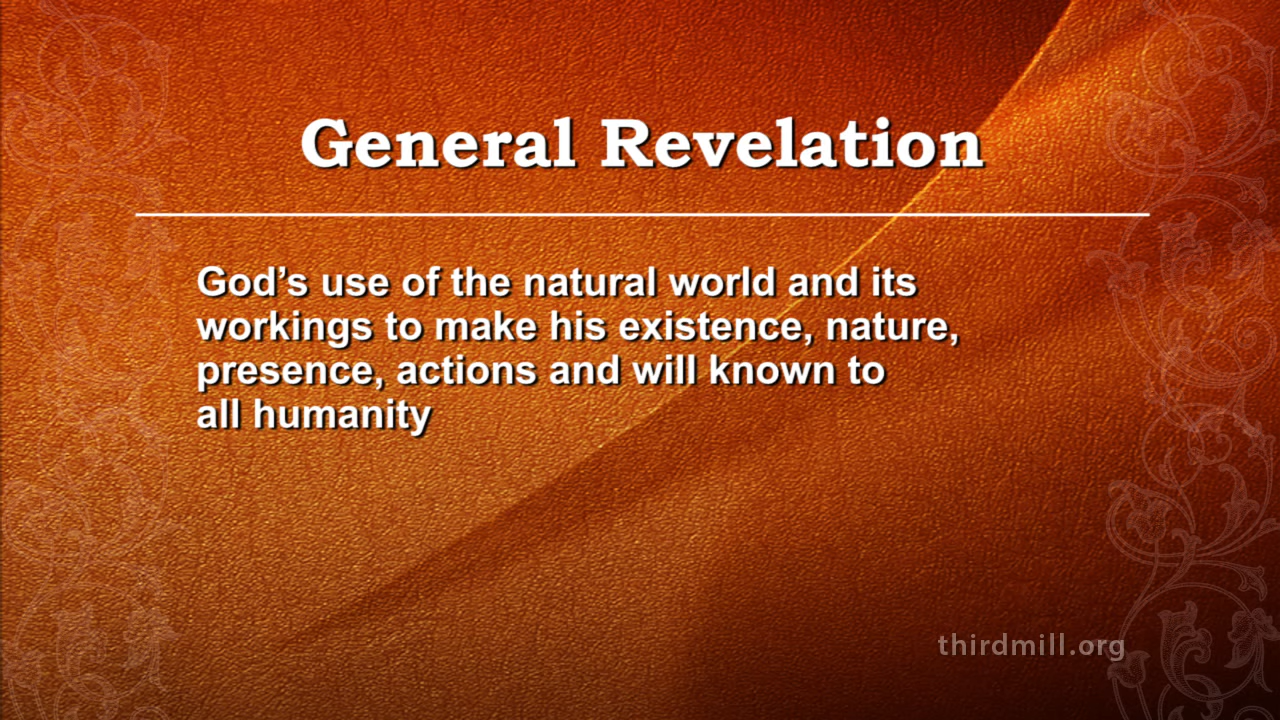 General Revelation
God’s use of the natural world and its
workings to make his existence, nature,
presence, actions and will known to
all humanity
thirdmill.org